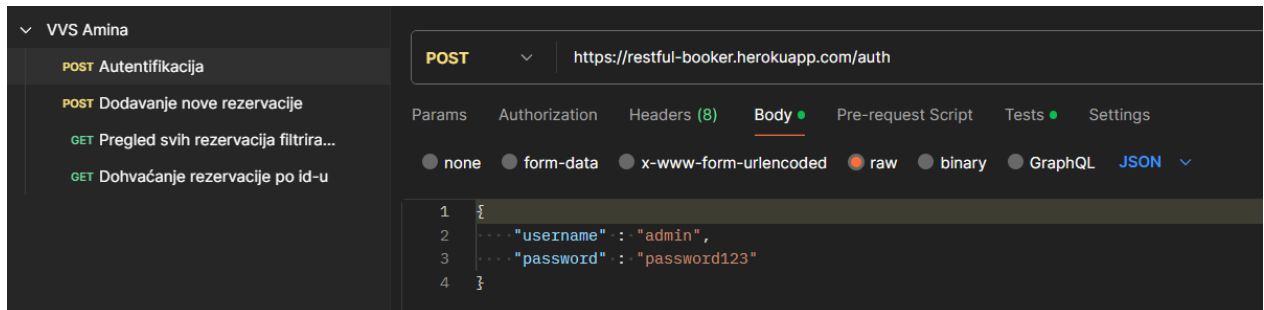 VVS Amina
POST Autentifikacija
POST Dodavanje nove rezervacije
GET Pregled svih rezervacija filtrira...
GET Dohvaćanje rezervacije po id-u
POST https://restful-booker.herokuapp.com/auth
Params Authorization Headers (8) Body Pre-request Script Tests Settings
none form-data x-www-form-urlencoded raw binary GraphQL JSON
1 {
2 ····"username"·:·"admin",
3 ····"password"·:·"password123"
4 }